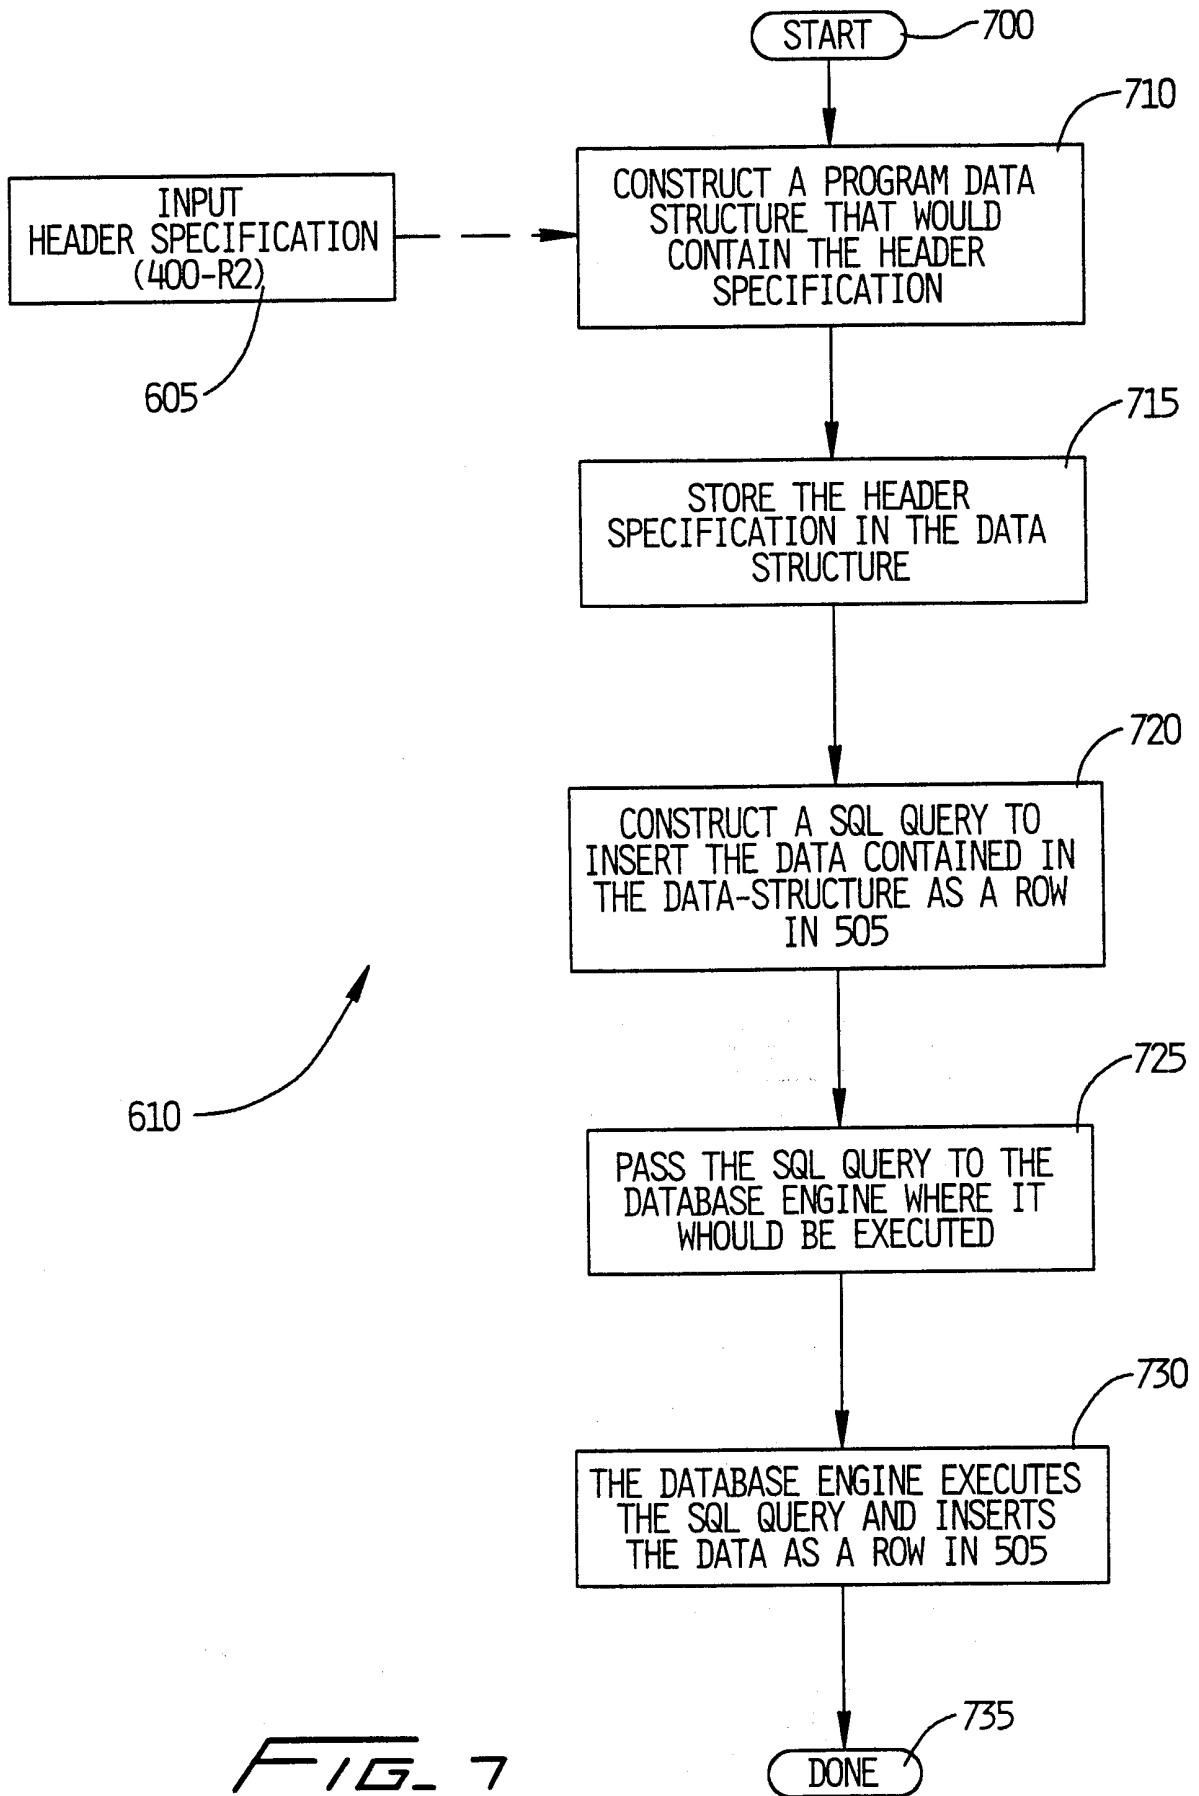 START
700
710
INPUT
HEADER SPECIFICATION
(400-R2)
605
CONSTRUCT A PROGRAM DATA
STRUCTURE THAT WOULD
CONTAIN THE HEADER
SPECIFICATION
715
STORE THE HEADER
SPECIFICATION IN THE DATA
STRUCTURE
720
CONSTRUCT A SQL QUERY TO
INSERT THE DATA CONTAINED IN
THE DATA-STRUCTURE AS A ROW
IN 505
610
725
PASS THE SQL QUERY TO THE
DATABASE ENGINE WHERE IT
WHOULD BE EXECUTED
730
THE DATABASE ENGINE EXECUTES
THE SQL QUERY AND INSERTS
THE DATA AS A ROW IN 505
735
DONE
FIG_ 7